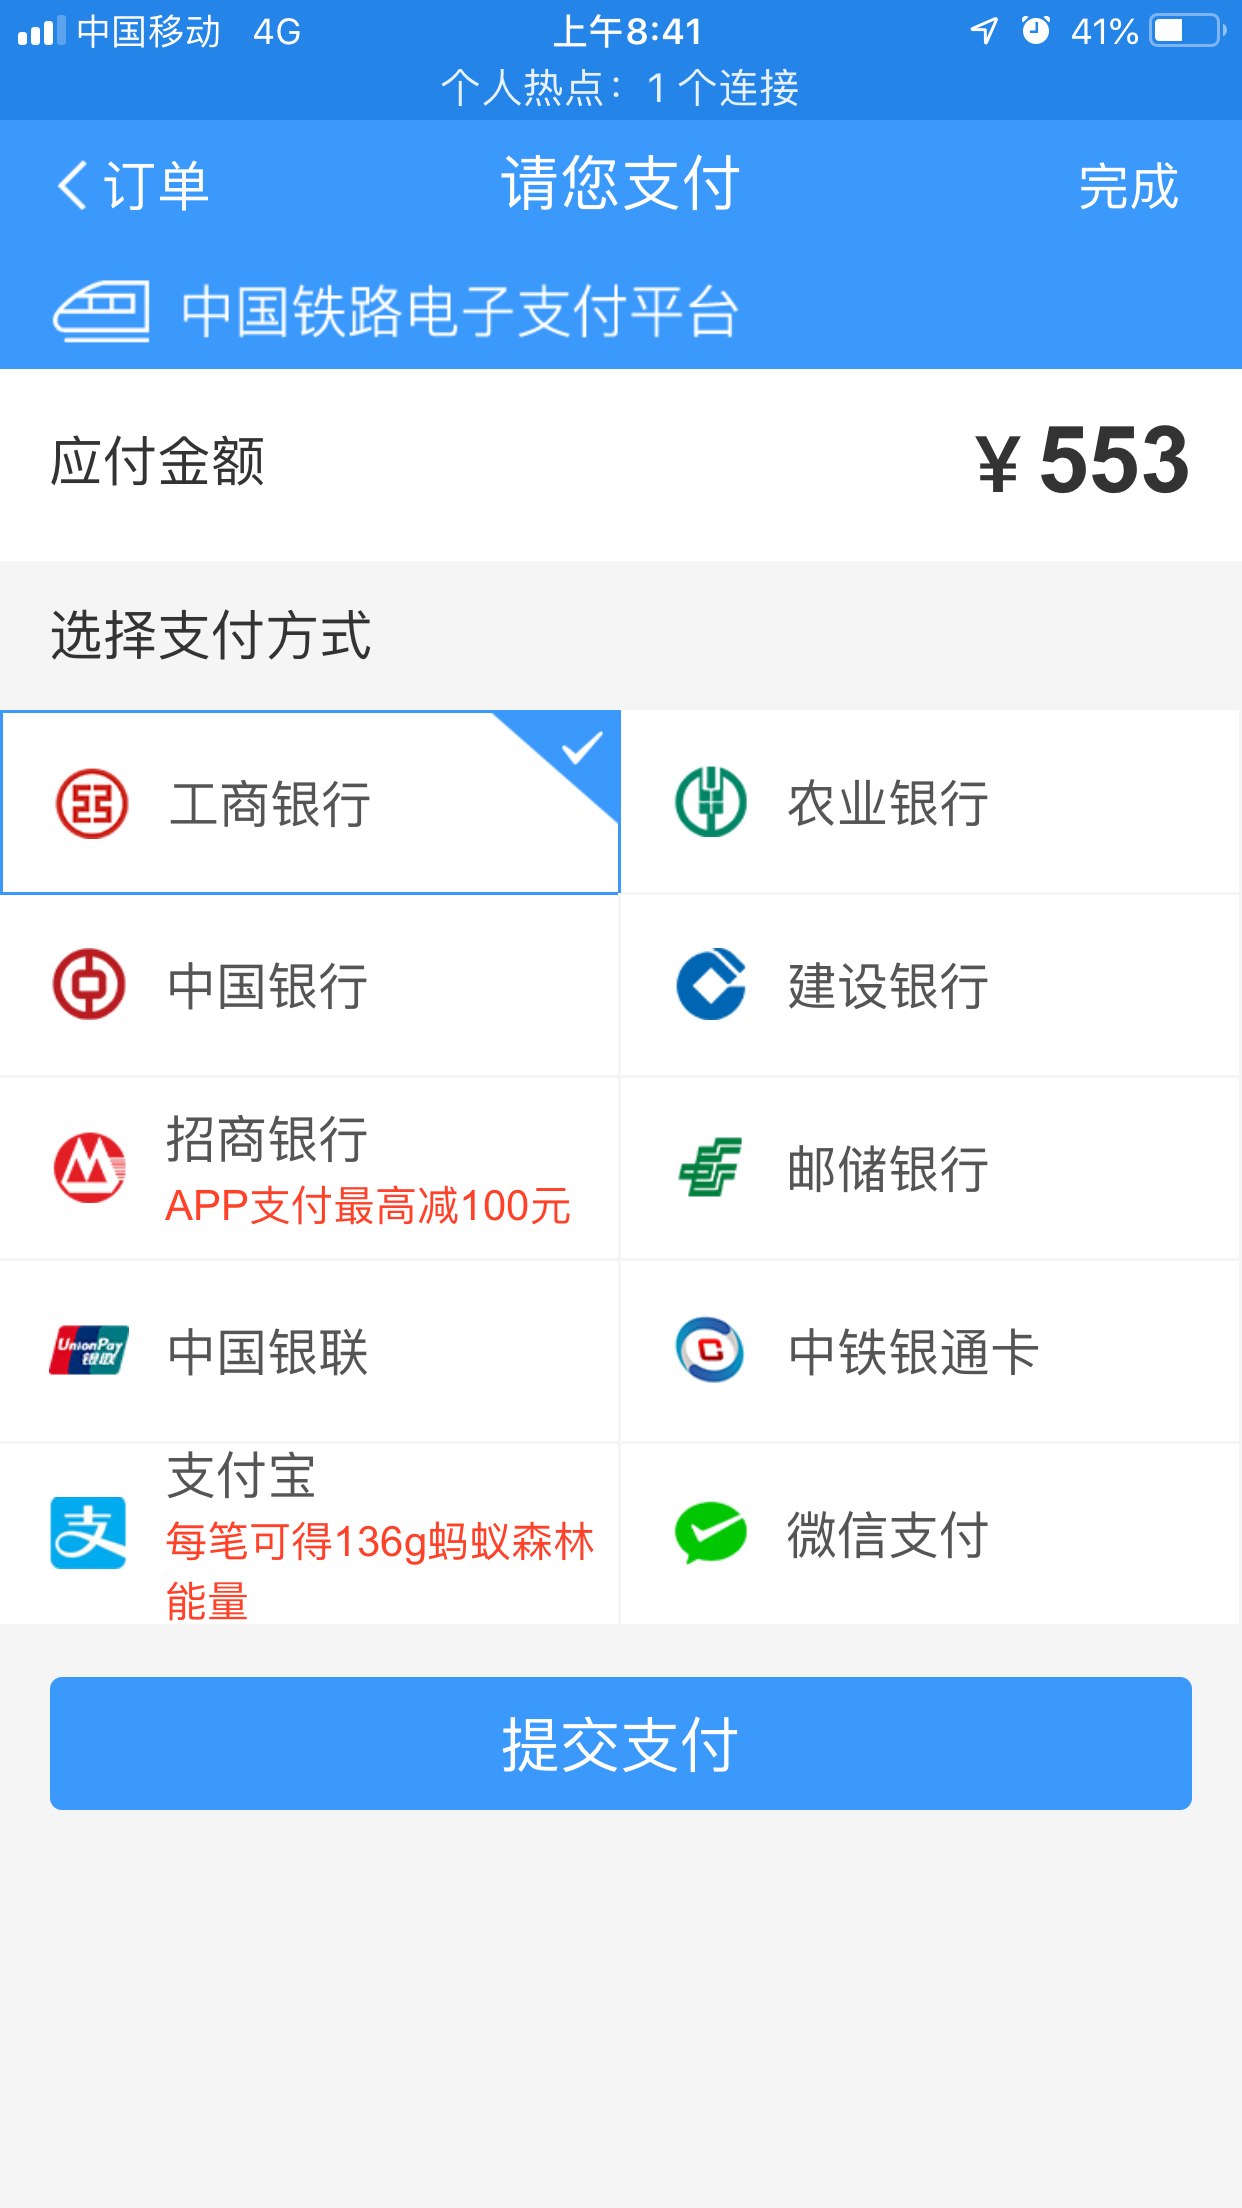 中国移动 4G 上午8:41 41%
个人热点：1 个连接
订单 请您支付 完成
中国铁路电子支付平台
应付金额 ¥553
选择支付方式
工商银行 农业银行
中国银行 建设银行
招商银行
APP支付最高减100元
邮储银行
UnionPay
银联
中国银联 中铁银通卡
支付宝
每笔可得136g蚂蚁森林
能量
支
微信支付
提交支付